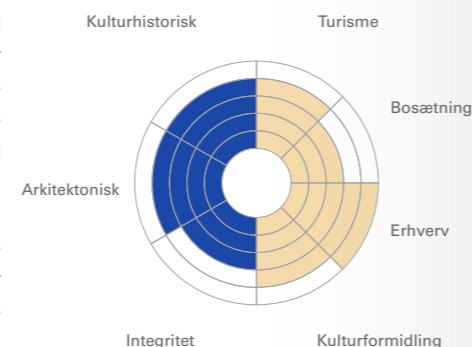 Kulturhistorisk
Turisme
Bosætning
Arkitektonisk
Erhverv
Integritet
Kulturformidling